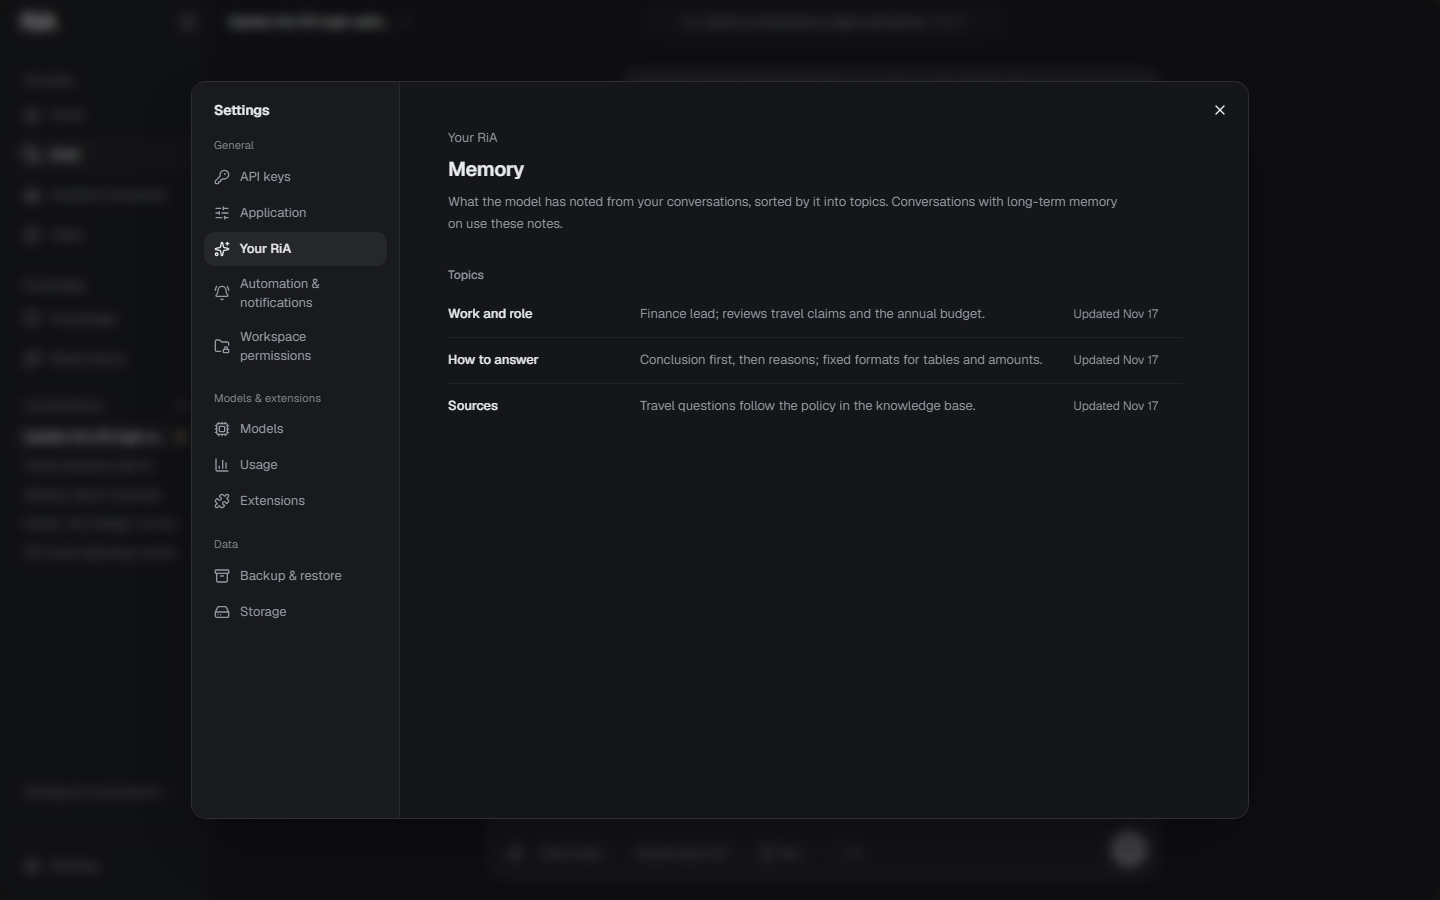 Settings
General
API keys
Application
Your RiA
Automation &
notifications
Workspace
permissions
Models & extensions
Models
Usage
Extensions
Data
Backup & restore
Storage
Your RiA
Memory
What the model has noted from your conversations, sorted by it into topics. Conversations with long-term memory
on use these notes.
Topics
Work and role Finance lead; reviews travel claims and the annual budget. Updated Nov 17
How to answer Conclusion first, then reasons; fixed formats for tables and amounts. Updated Nov 17
Sources Travel questions follow the policy in the knowledge base. Updated Nov 17